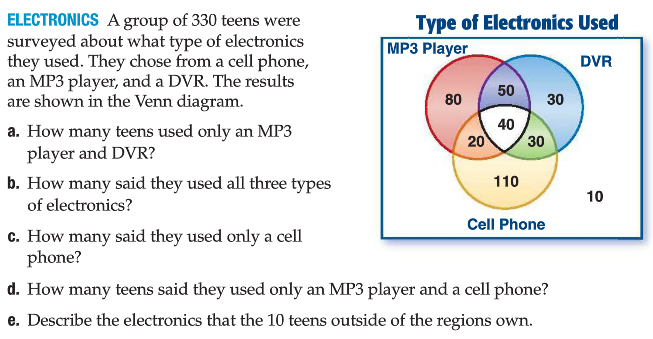 ELECTRONICS A group of 330 teens were
surveyed about what type of electronics
they used. They chose from a cell phone,
an MP3 player, and a DVR. The results
are shown in the Venn diagram.
a. How many teens used only an MP3
player and DVR?
b. How many said they used all three types
of electronics?
c. How many said they used only a cell
phone?
d. How many teens said they used only an MP3 player and a cell phone?
e. Describe the electronics that the 10 teens outside of the regions own.
Type of Electronics Used
MP3 Player
DVR
80
50
30
40
20
30
110
10
Cell Phone